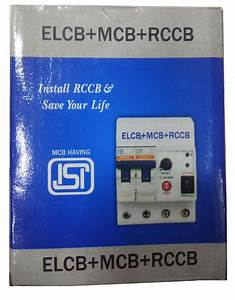 ELCB+MCB+RCCB
Install RCCB &
Save Your Life
MCB HAVING
ISI
ELCB+MCB+RCCB
T
ELCB+MCB+RCCB